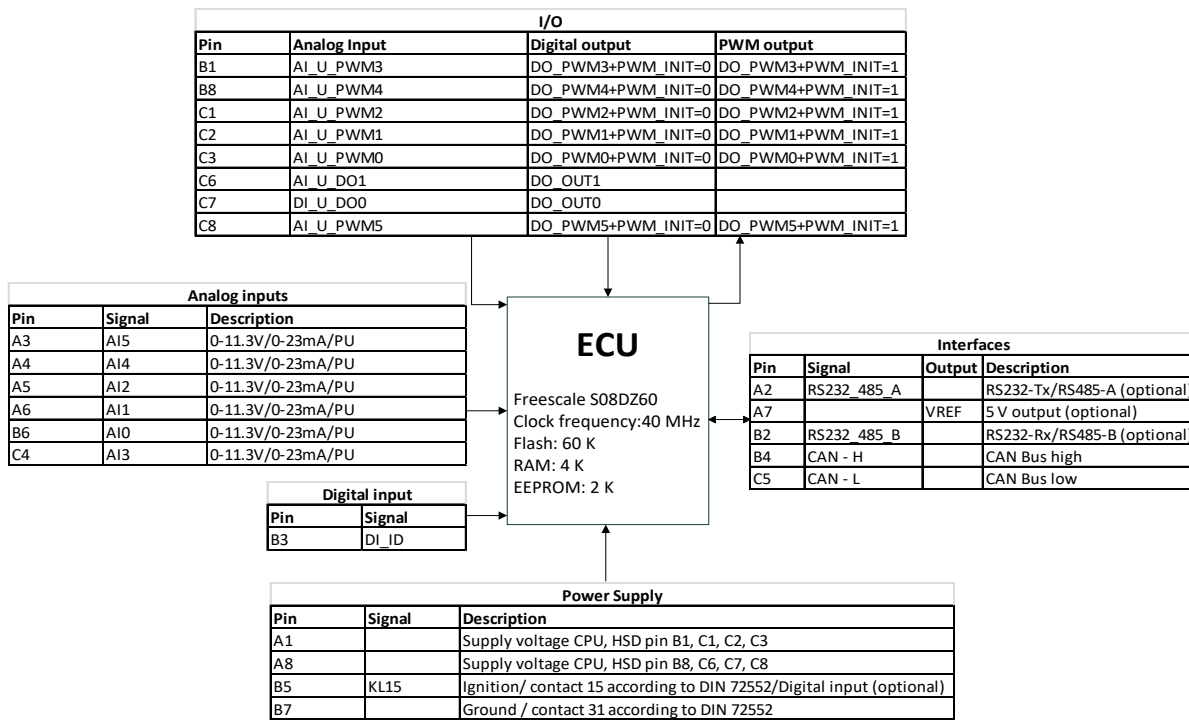 I/O
Pin Analog Input Digital output PWM output
B1 AI_U_PWM3 DO_PWM3+PWM_INIT=0 DO_PWM3+PWM_INIT=1
B8 AI_U_PWM4 DO_PWM4+PWM_INIT=0 DO_PWM4+PWM_INIT=1
C1 AI_U_PWM2 DO_PWM2+PWM_INIT=0 DO_PWM2+PWM_INIT=1
C2 AI_U_PWM1 DO_PWM1+PWM_INIT=0 DO_PWM1+PWM_INIT=1
C3 AI_U_PWM0 DO_PWM0+PWM_INIT=0 DO_PWM0+PWM_INIT=1
C6 AI_U_DO1 DO_OUT1
C7 DI_U_DO0 DO_OUT0
C8 AI_U_PWM5 DO_PWM5+PWM_INIT=0 DO_PWM5+PWM_INIT=1
Analog inputs
Pin Signal Description
A3 AI5 0-11.3V/0-23mA/PU
A4 AI4 0-11.3V/0-23mA/PU
A5 AI2 0-11.3V/0-23mA/PU
A6 AI1 0-11.3V/0-23mA/PU
B6 AI0 0-11.3V/0-23mA/PU
C4 AI3 0-11.3V/0-23mA/PU
ECU
Freescale S08DZ60
Clock frequency:40 MHz
Flash: 60 K
RAM: 4 K
EEPROM: 2 K
Interfaces
Pin Signal Output Description
A2 RS232_485_A RS232-Tx/RS485-A (optional)
A7 VREF 5 V output (optional)
B2 RS232_485_B RS232-Rx/RS485-B (optional)
B4 CAN - H CAN Bus high
C5 CAN - L CAN Bus low
Digital input
Pin Signal
B3 DI_ID
Power Supply
Pin Signal Description
A1 Supply voltage CPU, HSD pin B1, C1, C2, C3
A8 Supply voltage CPU, HSD pin B8, C6, C7, C8
B5 KL15 Ignition/ contact 15 according to DIN 72552/Digital input (optional)
B7 Ground / contact 31 according to DIN 72552